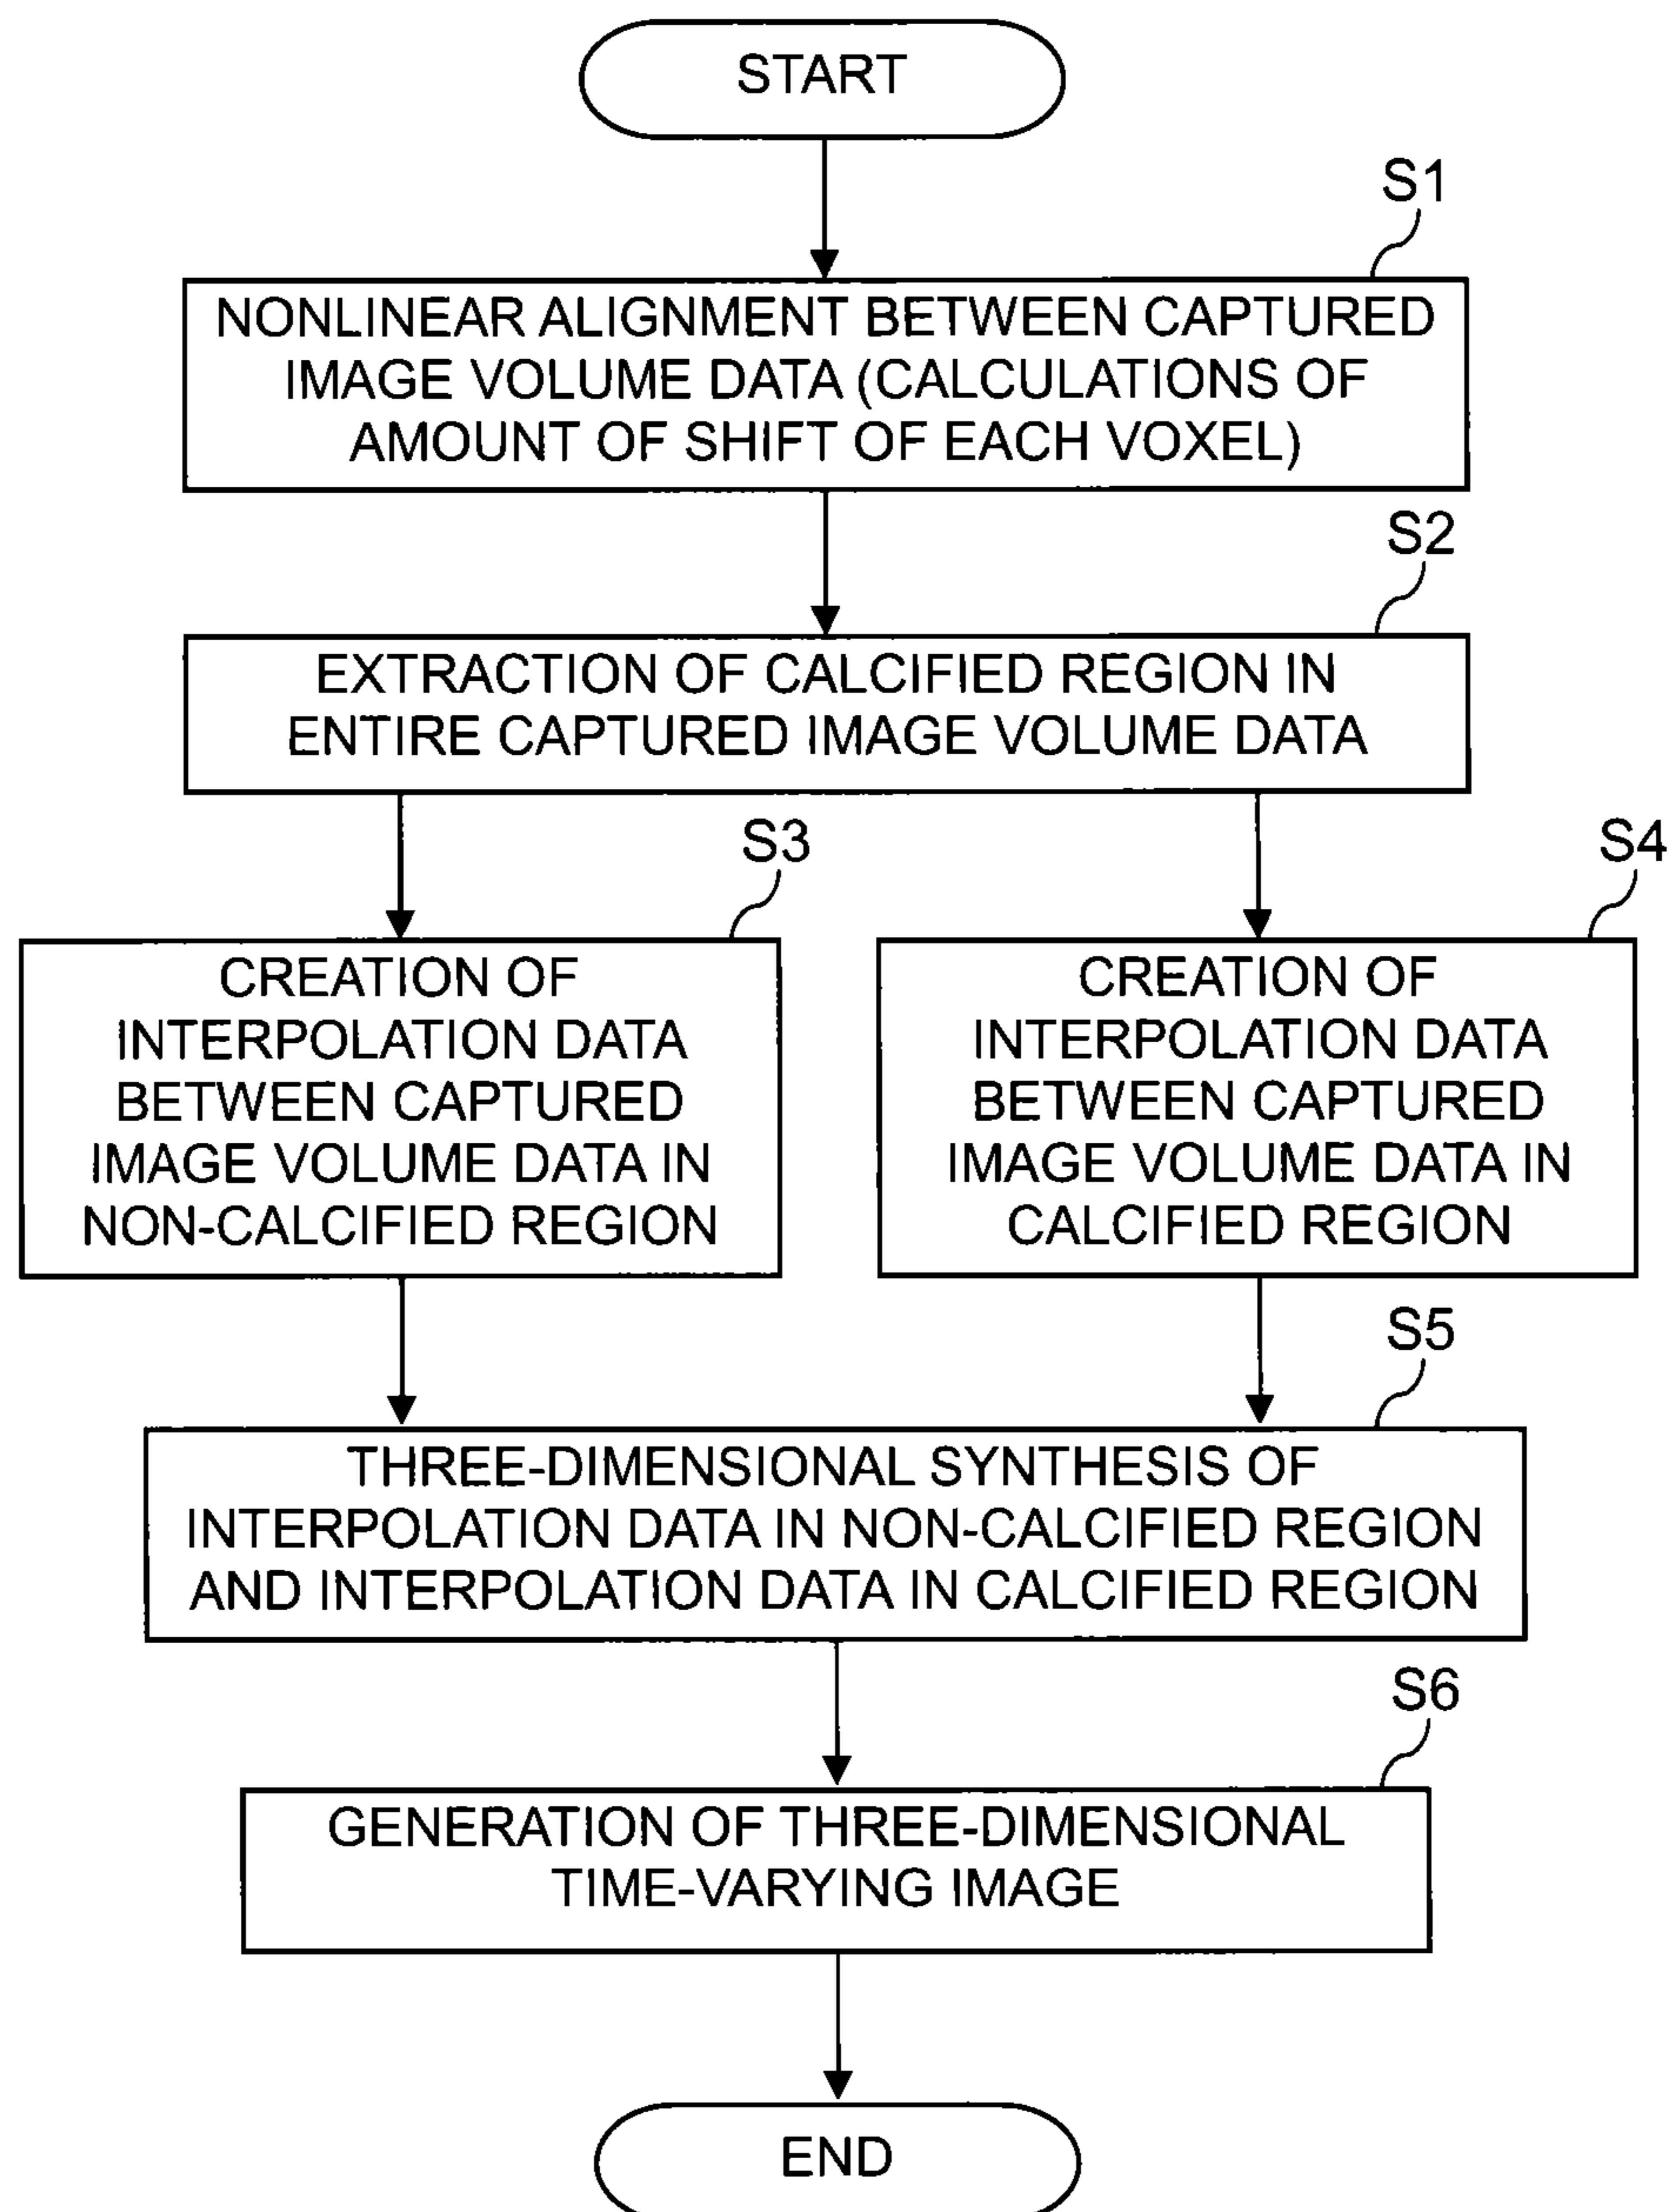 START
S1
NONLINEAR ALIGNMENT BETWEEN CAPTURED
IMAGE VOLUME DATA (CALCULATIONS OF
AMOUNT OF SHIFT OF EACH VOXEL)
S2
EXTRACTION OF CALCIFIED REGION IN
ENTIRE CAPTURED IMAGE VOLUME DATA
S3
CREATION OF
INTERPOLATION DATA
BETWEEN CAPTURED
IMAGE VOLUME DATA IN
NON-CALCIFIED REGION
S4
CREATION OF
INTERPOLATION DATA
BETWEEN CAPTURED
IMAGE VOLUME DATA IN
CALCIFIED REGION
S5
THREE-DIMENSIONAL SYNTHESIS OF
INTERPOLATION DATA IN NON-CALCIFIED REGION
AND INTERPOLATION DATA IN CALCIFIED REGION
S6
GENERATION OF THREE-DIMENSIONAL
TIME-VARYING IMAGE
END